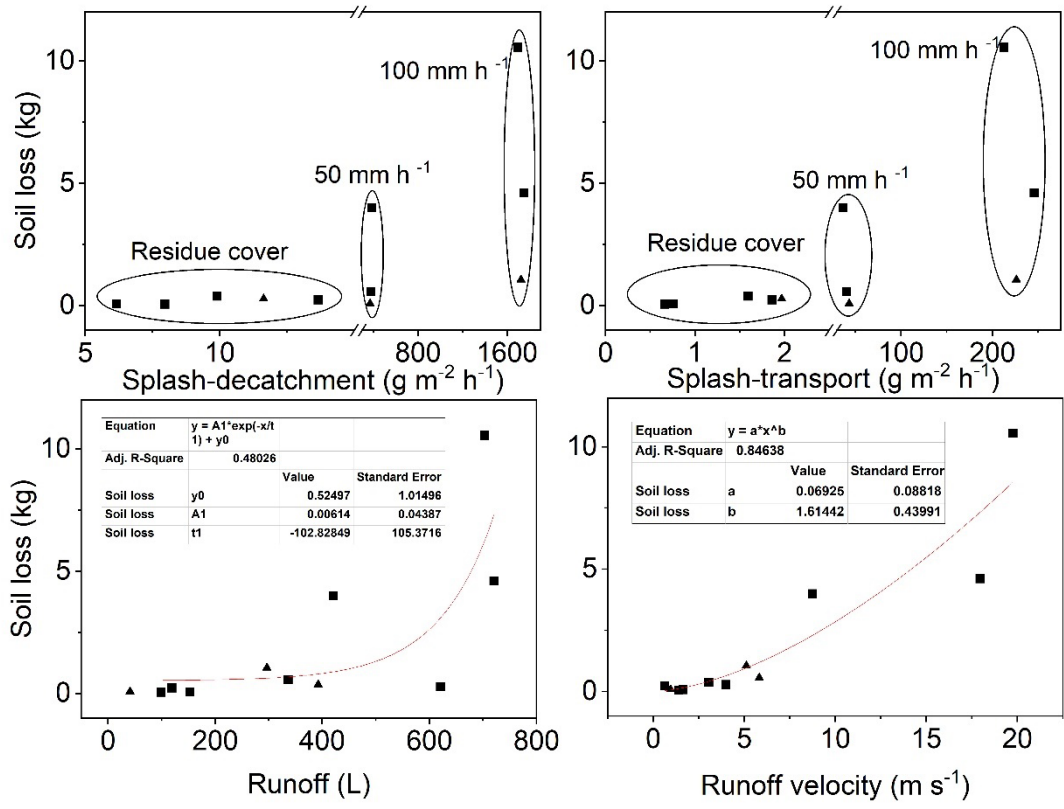 10
5
0
Soil loss (kg)
100 mm h -1
50 mm h -1
Residue cover
5
10
800
1600
Splash-decatchment (g m-2 h-1)
10
5
0
100 mm h -1
50 mm h -1
Residue cover
0
1
2
100
200
Splash-transport (g m-2 h-1)
10
5
0
Soil loss (kg)
Equation y = A1*exp(-x/t
1) + y0
Adj. R-Square 0.48026
Value Standard Error
Soil loss y0 0.52497 1.01496
Soil loss A1 0.00614 0.04387
Soil loss t1 -102.82849 105.3716
0
200
400
600
800
Runoff (L)
10
5
0
Equation y = a*x^b
Adj. R-Square 0.84638
Value Standard Error
Soil loss a 0.06925 0.08818
Soil loss b 1.61442 0.43991
0
5
10
15
20
Runoff velocity (m s-1)